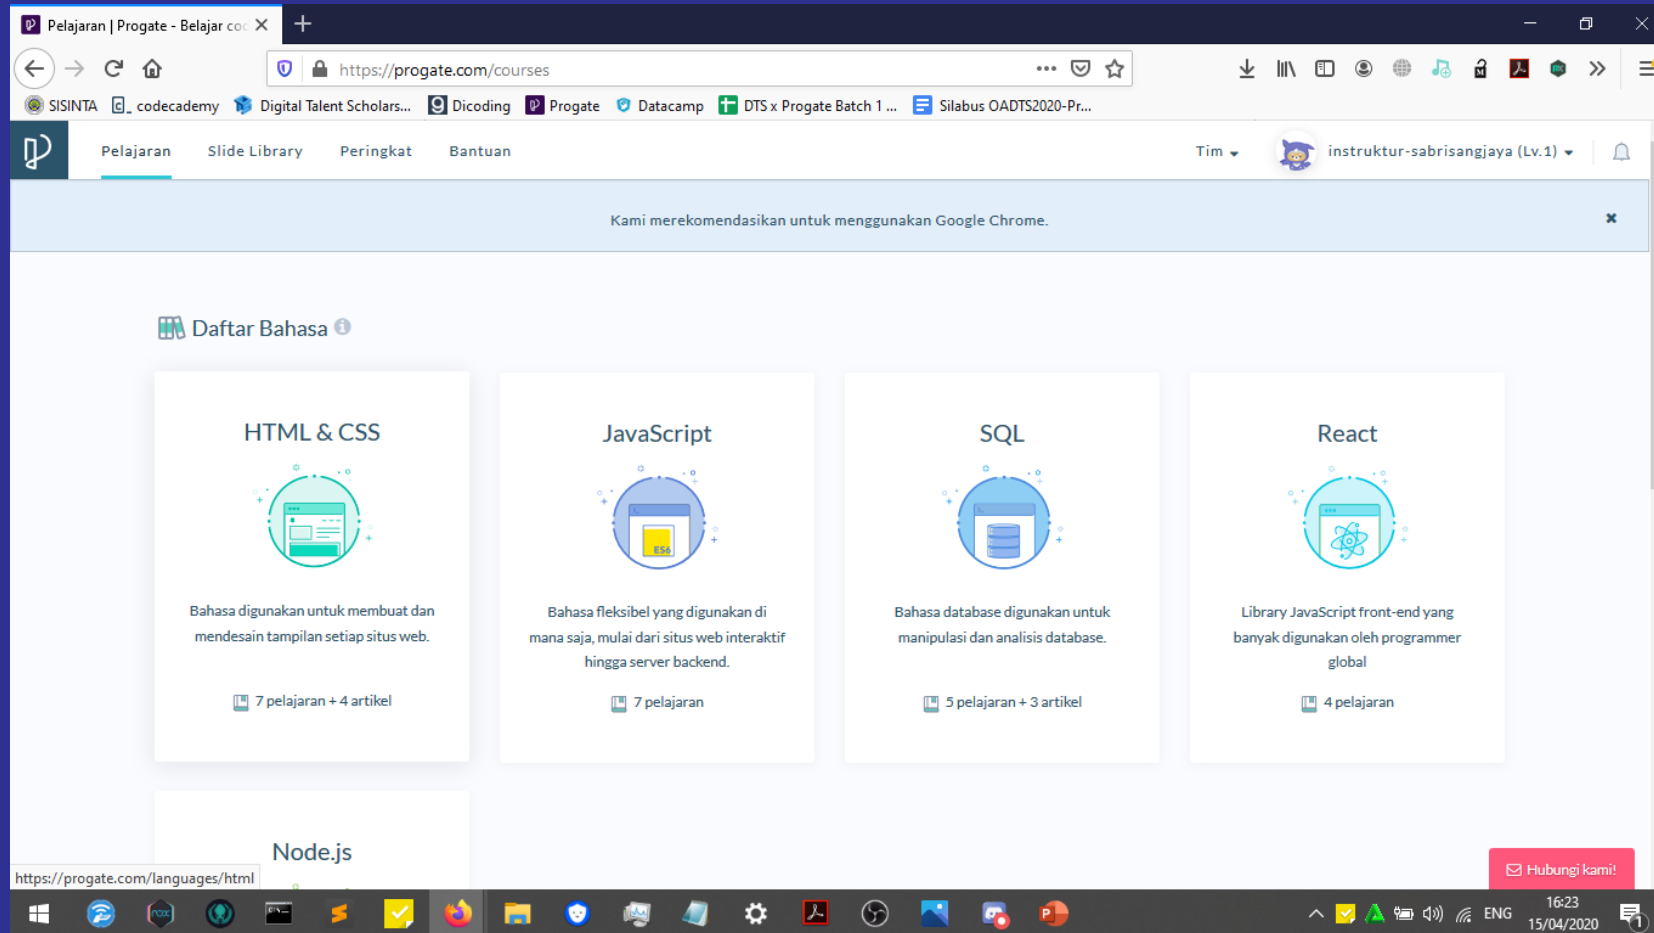 Pelajaran | Progate - Belajar coc
https://progate.com/courses
SISINTA codecademy Digital Talent Scholars... Dicoding Progate Datacamp DTS x Progate Batch 1 ... Silabus OADTS2020-Pr...
Pelajaran Slide Library Peringkat Bantuan Tim instruktur-sabrisangjaya (Lv.1)
Kami merekomendasikan untuk menggunakan Google Chrome.
Daftar Bahasa
HTML & CSS
Bahasa digunakan untuk membuat dan
mendesain tampilan setiap situs web.
7 pelajaran + 4 artikel
JavaScript
ES6
Bahasa fleksibel yang digunakan di
mana saja, mulai dari situs web interaktif
hingga server backend.
7 pelajaran
SQL
Bahasa database digunakan untuk
manipulasi dan analisis database.
5 pelajaran + 3 artikel
React
Library JavaScript front-end yang
banyak digunakan oleh programmer
global
4 pelajaran
Node.js
Hubungi kami!
https://progate.com/languages/html
ENG
16:23
15/04/2020
1